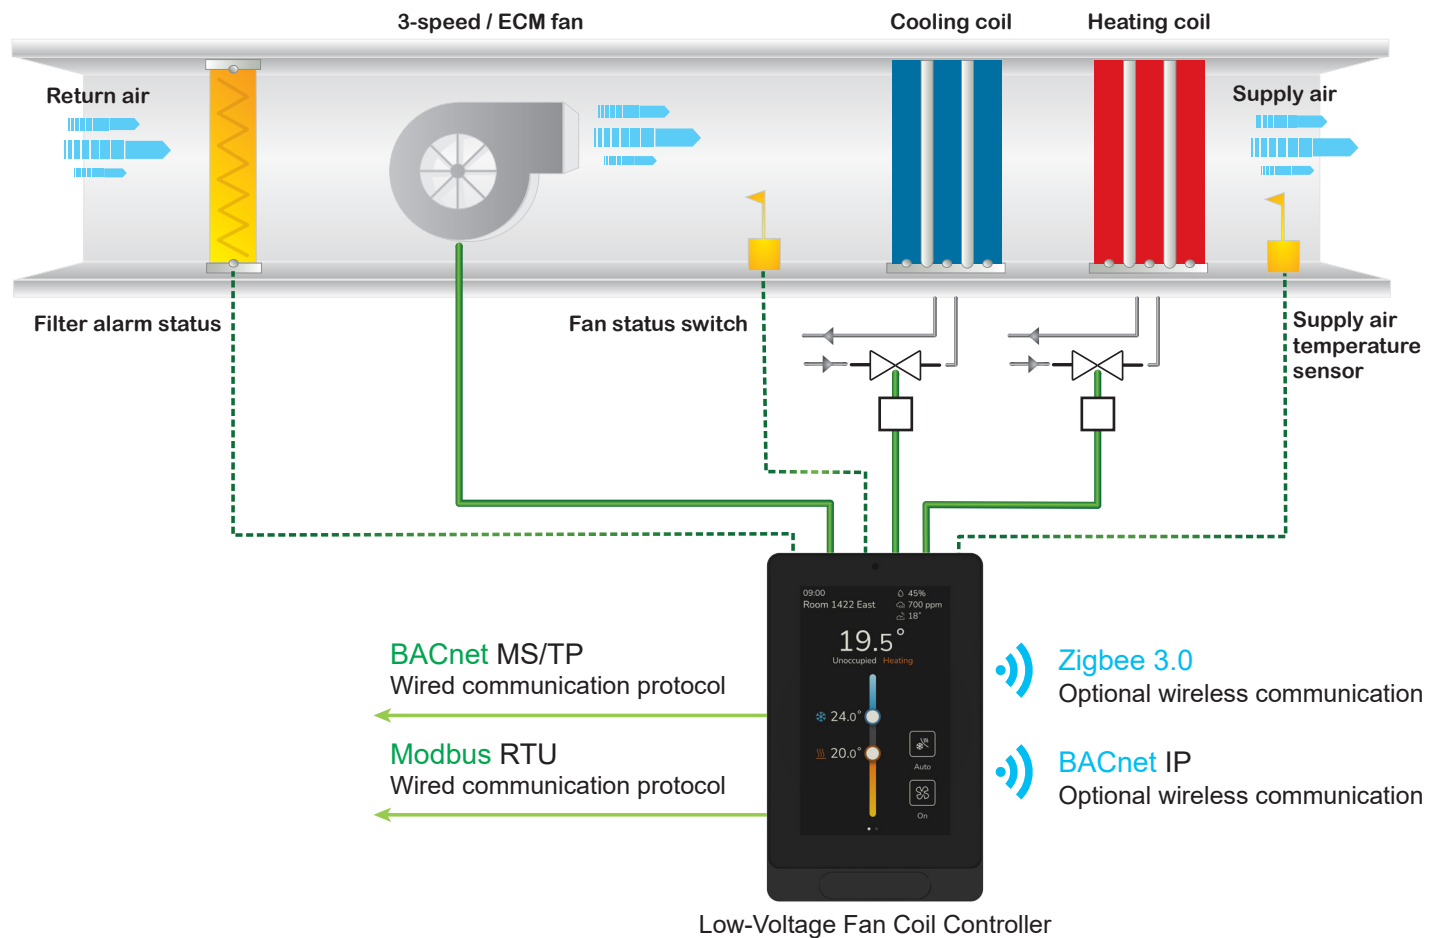 3-speed / ECM fan
Cooling coil
Heating coil
Return air
Supply air
Filter alarm status
Fan status switch
Supply air
temperature
sensor
09:00
Room 1422 East
45%
700 ppm
18°
19.5°
Unoccupied Heating
24.0°
20.0°
Auto
On
BACnet MS/TP
Wired communication protocol
Modbus RTU
Wired communication protocol
Zigbee 3.0
Optional wireless communication
BACnet IP
Optional wireless communication
Low-Voltage Fan Coil Controller